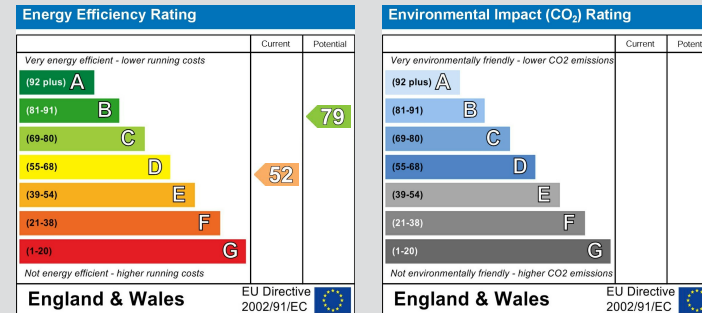 Energy Efficiency Rating
Current Potential
Very energy efficient - lower running costs
(92 plus) A
(81-91) B
79
(69-80) C
(55-68) D
52
(39-54) E
(21-38) F
(1-20) G
Not energy efficient - higher running costs
England & Wales
EU Directive
2002/91/EC
Environmental Impact (CO₂) Rating
Current
Very environmentally friendly - lower CO2 emissions
(92 plus) A
(81-91) B
(69-80) C
(55-68) D
(39-54) E
(21-38) F
(1-20) G
Not environmentally friendly - higher CO2 emissions
England & Wales
EU Directive
2002/91/EC